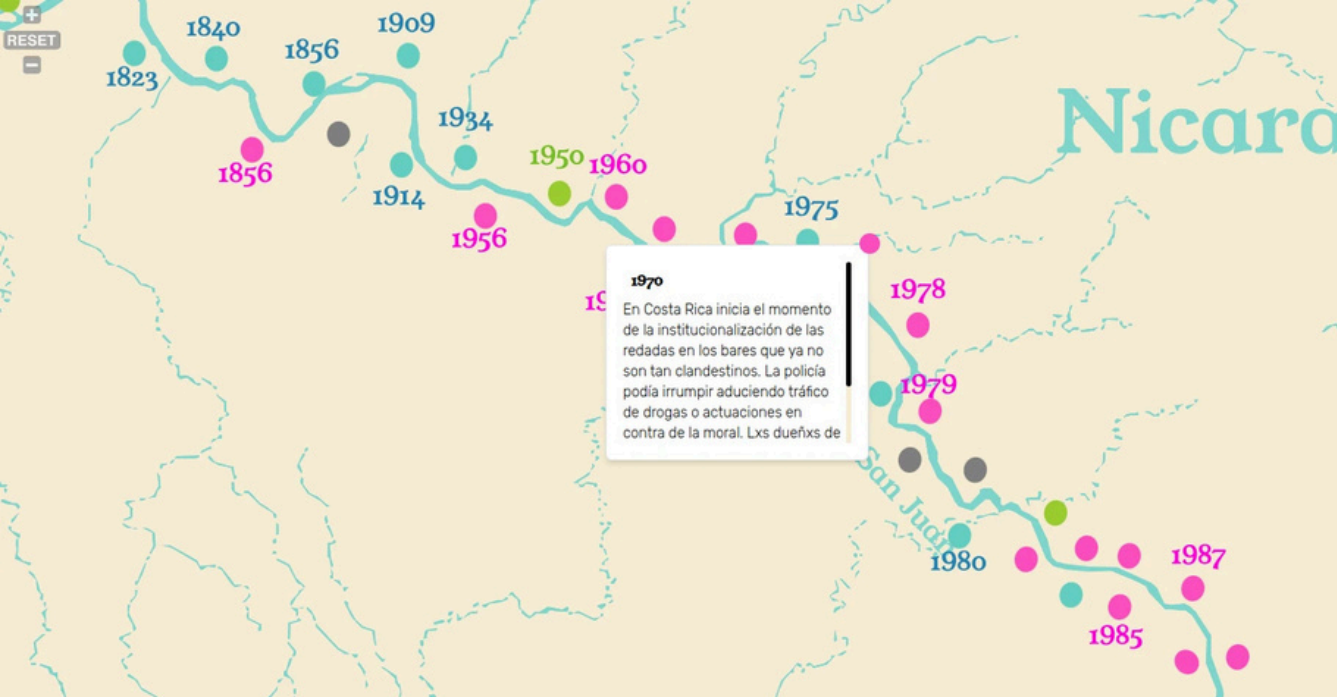 +
RESET
−
1823
1840
1856
1909
1856
1914
1934
1956
1950
1960
1975
Nicara
1970
En Costa Rica inicia el momento
de la institucionalización de las
redadas en los bares que ya no
son tan clandestinos. La policía
podía irrumpir aduciendo tráfico
de drogas o actuaciones en
contra de la moral. Lxs dueñxs de
19
1978
1979
San Juan
1980
1985
1987